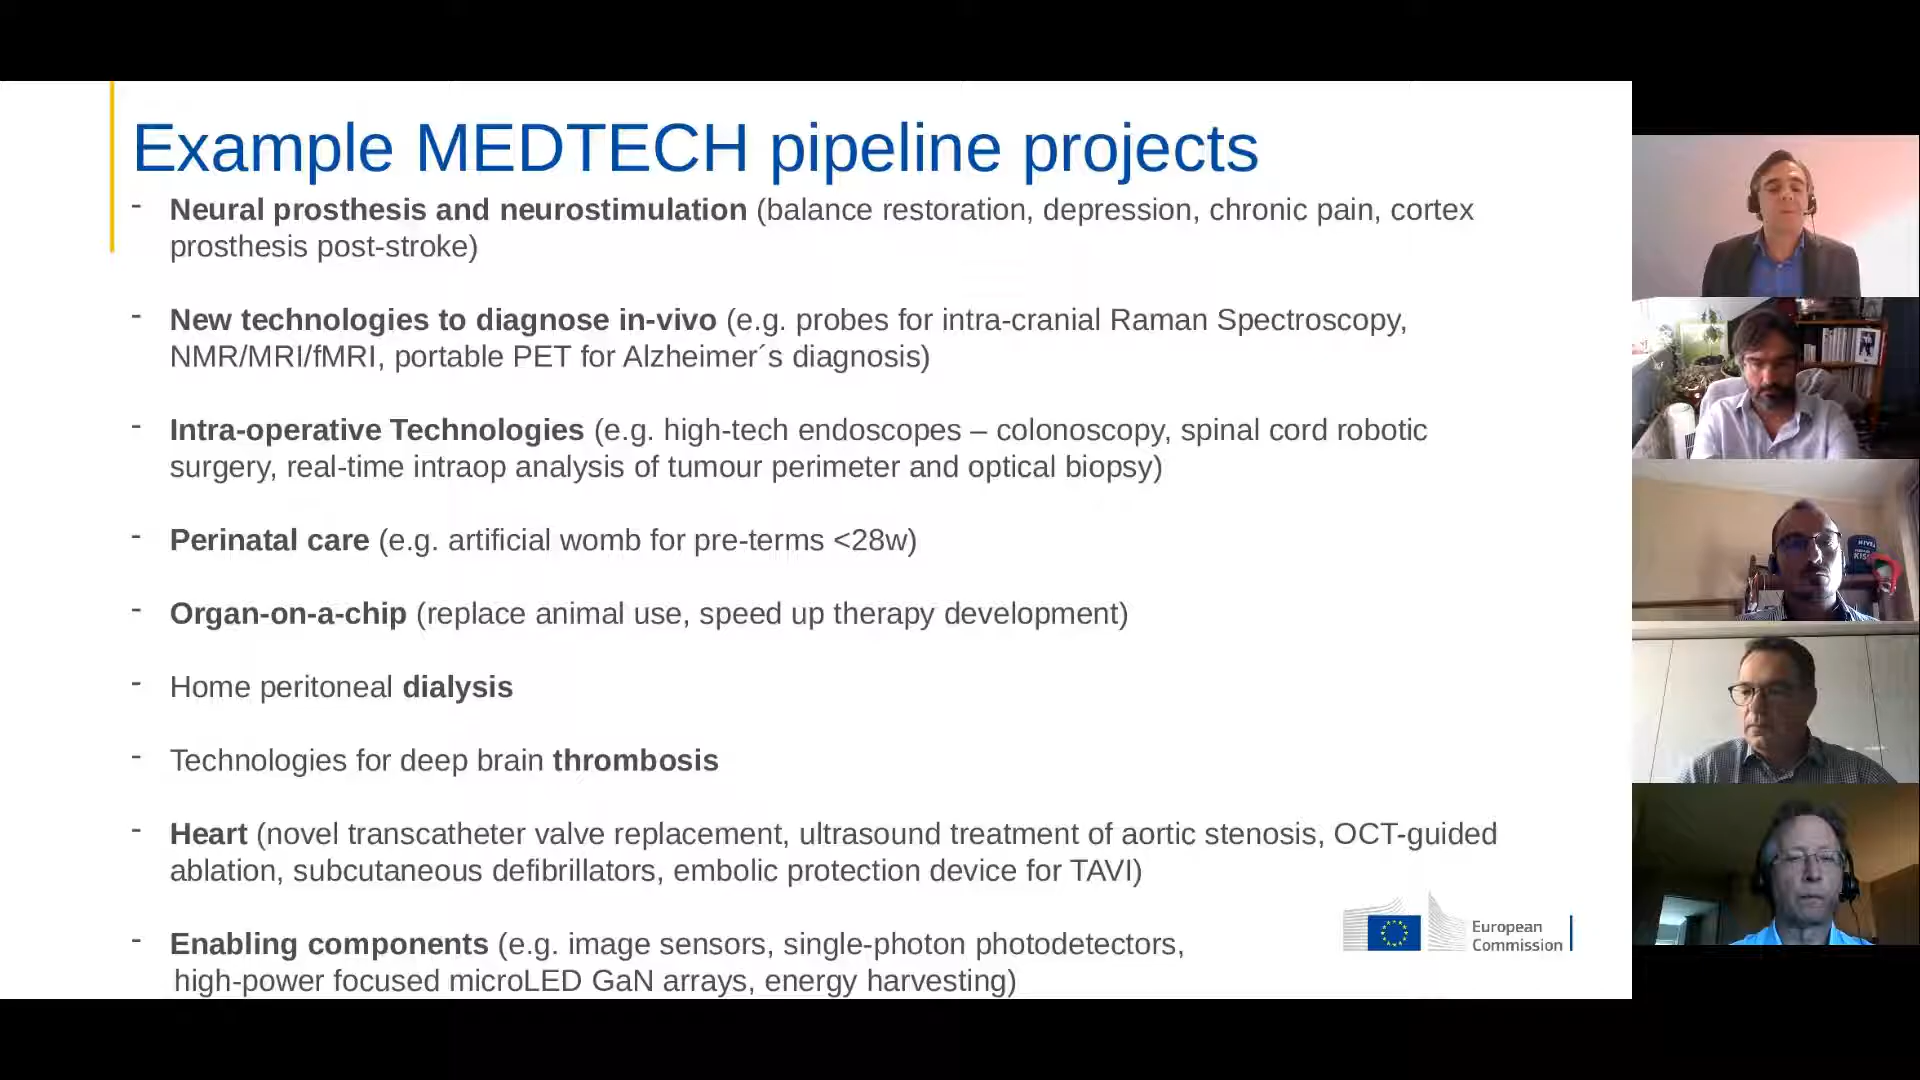 Example MEDTECH pipeline projects
- Neural prosthesis and neurostimulation (balance restoration, depression, chronic pain, cortex
prosthesis post-stroke)
- New technologies to diagnose in-vivo (e.g. probes for intra-cranial Raman Spectroscopy,
NMR/MRI/fMRI, portable PET for Alzheimer´s diagnosis)
- Intra-operative Technologies (e.g. high-tech endoscopes – colonoscopy, spinal cord robotic
surgery, real-time intraop analysis of tumour perimeter and optical biopsy)
- Perinatal care (e.g. artificial womb for pre-terms <28w)
- Organ-on-a-chip (replace animal use, speed up therapy development)
- Home peritoneal dialysis
- Technologies for deep brain thrombosis
- Heart (novel transcatheter valve replacement, ultrasound treatment of aortic stenosis, OCT-guided
ablation, subcutaneous defibrillators, embolic protection device for TAVI)
- Enabling components (e.g. image sensors, single-photon photodetectors,
high-power focused microLED GaN arrays, energy harvesting)
European
Commission